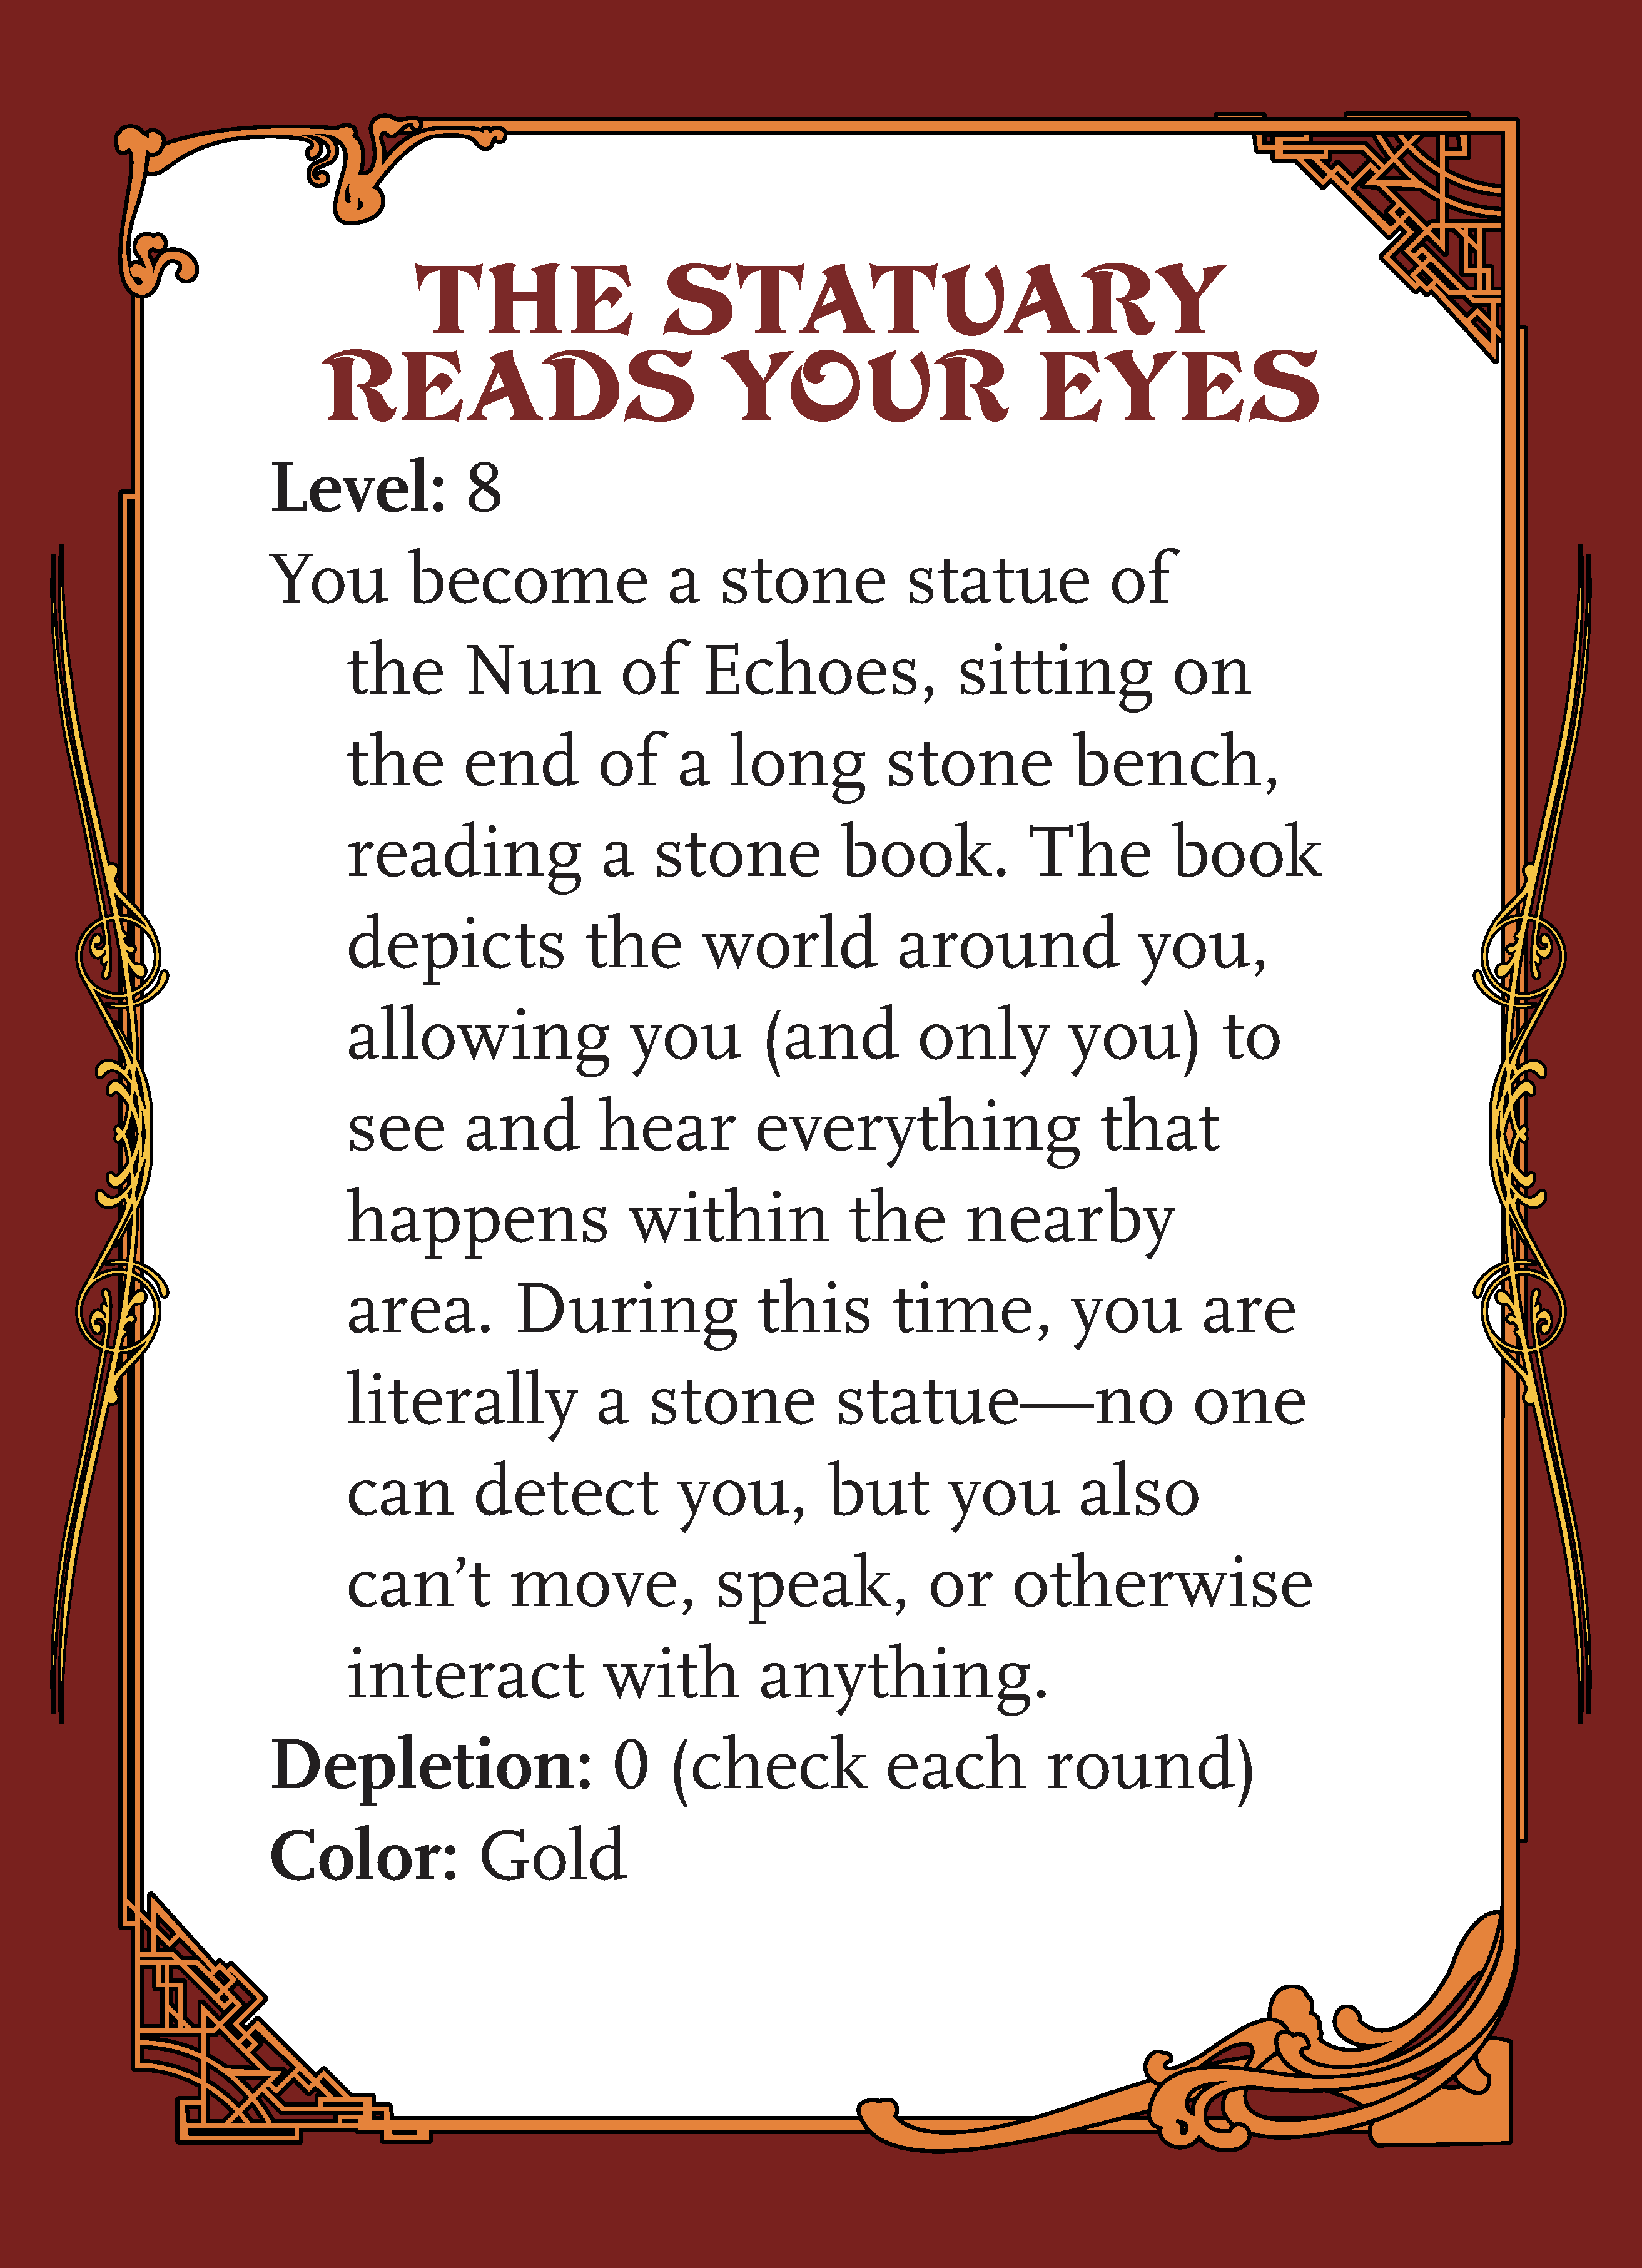 THE STATUARY
READS YOUR EYES
Level: 8
You become a stone statue of
the Nun of Echoes, sitting on
the end of a long stone bench,
reading a stone book. The book
depicts the world around you,
allowing you (and only you) to
see and hear everything that
happens within the nearby
area. During this time, you are
literally a stone statue—no one
can detect you, but you also
can’t move, speak, or otherwise
interact with anything.
Depletion: 0 (check each round)
Color: Gold